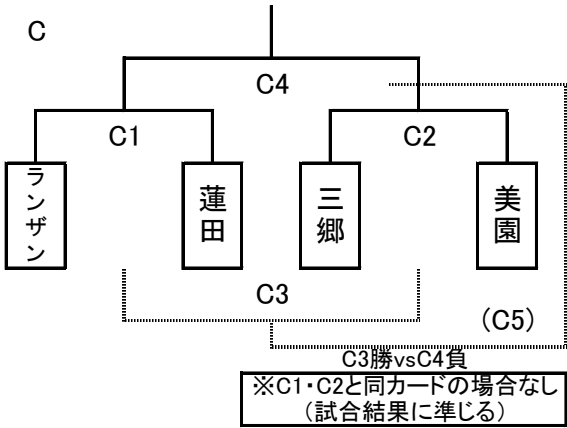 C
C4
C1
C2
ランザン
蓮田
三郷
美園
C3
(C5)
C3勝vsC4負
※C1・C2と同カードの場合なし
(試合結果に準じる)